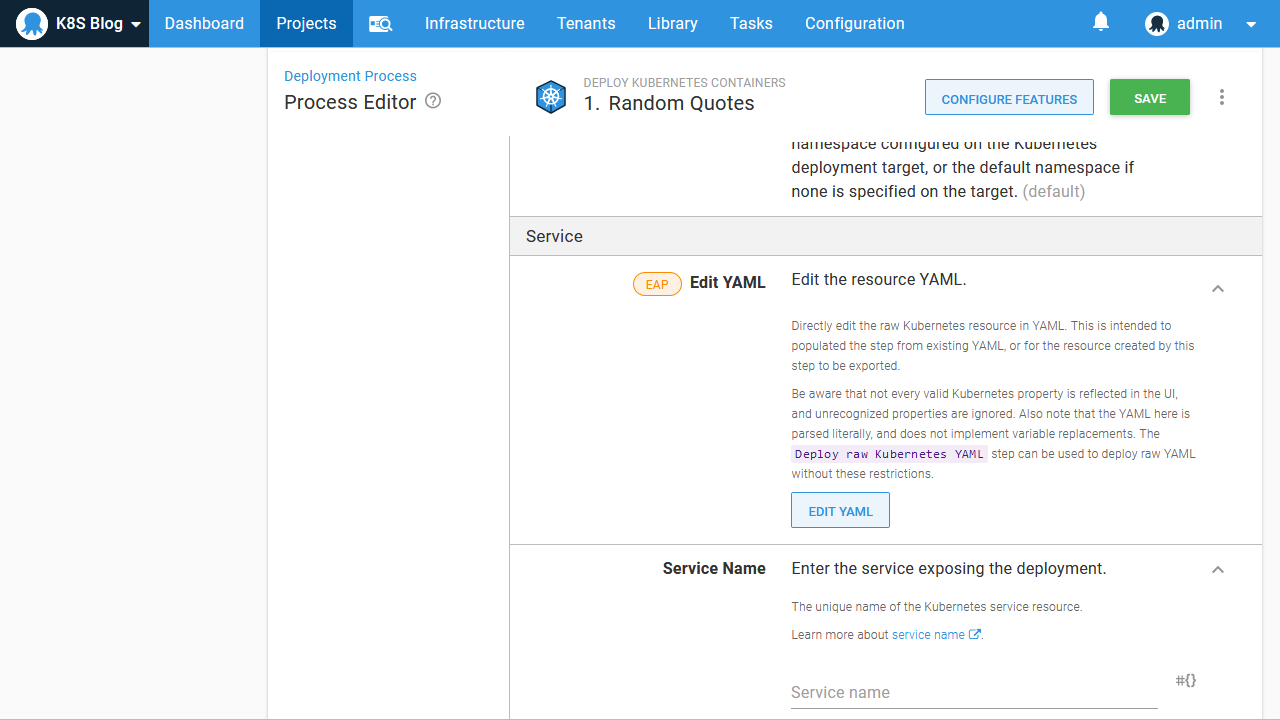 K8S Blog
Dashboard
Projects
Infrastructure
Tenants
Library
Tasks
Configuration
admin
Deployment Process
Process Editor
DEPLOY KUBERNETES CONTAINERS
1. Random Quotes
CONFIGURE FEATURES
SAVE
namespace configured on the Kubernetes
deployment target, or the default namespace if
none is specified on the target. (default)
Service
EAP
Edit YAML
Edit the resource YAML.
Directly edit the raw Kubernetes resource in YAML. This is intended to
populated the step from existing YAML, or for the resource created by this
step to be exported.
Be aware that not every valid Kubernetes property is reflected in the UI,
and unrecognized properties are ignored. Also note that the YAML here is
parsed literally, and does not implement variable replacements. The
Deploy raw Kubernetes YAML step can be used to deploy raw YAML
without these restrictions.
EDIT YAML
Service Name
Enter the service exposing the deployment.
The unique name of the Kubernetes service resource.
Learn more about service name.
Service name
#{}